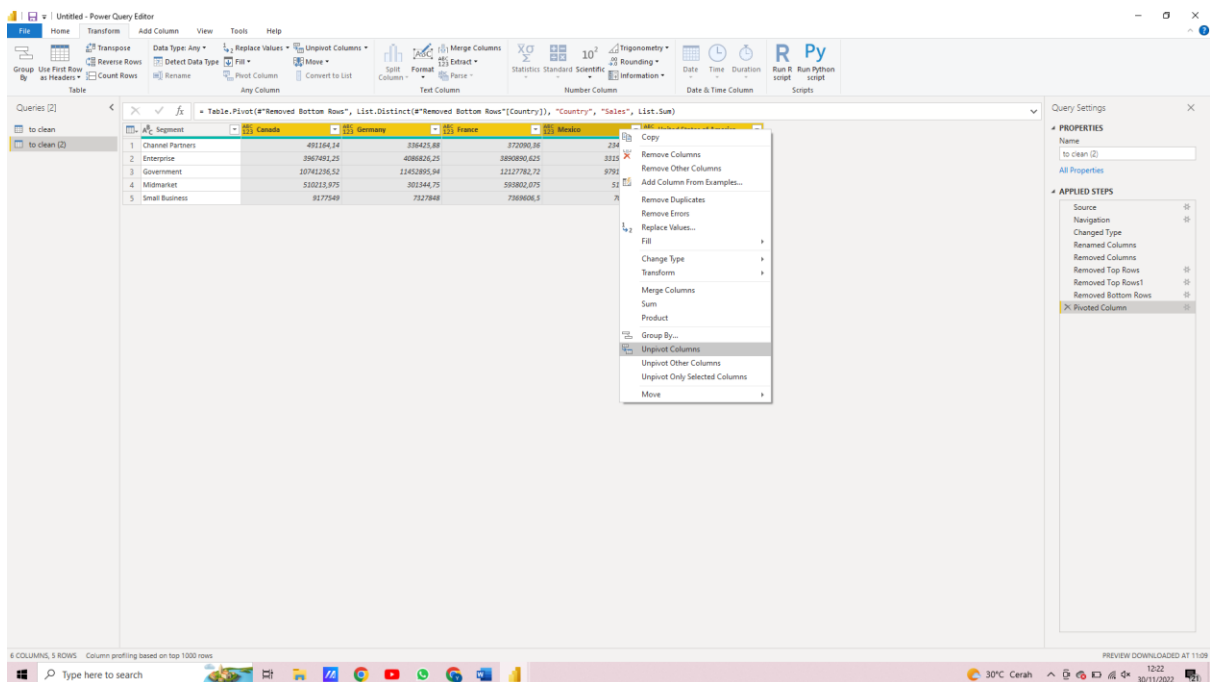 Untitled - Power Query Editor
File Home Transform Add Column View Tools Help
Group By
Use First Row as Headers
Transpose
Reverse Rows
Count Rows
Table
Data Type: Any
Detect Data Type
Rename
Replace Values
Fill
Pivot Column
Unpivot Columns
Move
Convert to List
Any Column
Split Column
Format
Merge Columns
Extract
Parse
Text Column
Statistics
Standard
Scientific
Trigonometry
Rounding
Information
Number Column
Date
Time
Duration
Date & Time Column
Run R script
Run Python script
Scripts
Queries [2]
to clean
to clean (2)
= Table.Pivot(#"Removed Bottom Rows", List.Distinct(#"Removed Bottom Rows"[Country]), "Country", "Sales", List.Sum)
Segment Canada Germany France Mexico United States of America
1 Channel Partners 491164,14 336425,88 372090,36 234
2 Enterprise 3967491,25 4086826,25 3890890,625 3315
3 Government 10741236,52 11452895,94 12127782,72 9791
4 Midmarket 510213,975 301344,75 593802,075 51
5 Small Business 9177549 7327848 7369606,5
Copy
Remove Columns
Remove Other Columns
Add Column From Examples...
Remove Duplicates
Remove Errors
Replace Values...
Fill
Change Type
Transform
Merge Columns
Sum
Product
Group By...
Unpivot Columns
Unpivot Other Columns
Unpivot Only Selected Columns
Move
Query Settings
PROPERTIES
Name
to clean (2)
All Properties
APPLIED STEPS
Source
Navigation
Changed Type
Renamed Columns
Removed Columns
Removed Top Rows
Removed Top Rows1
Removed Bottom Rows
Pivoted Column
6 COLUMNS, 5 ROWS Column profiling based on top 1000 rows
PREVIEW DOWNLOADED AT 11:09
Type here to search
30°C Cerah
12:22
30/11/2022